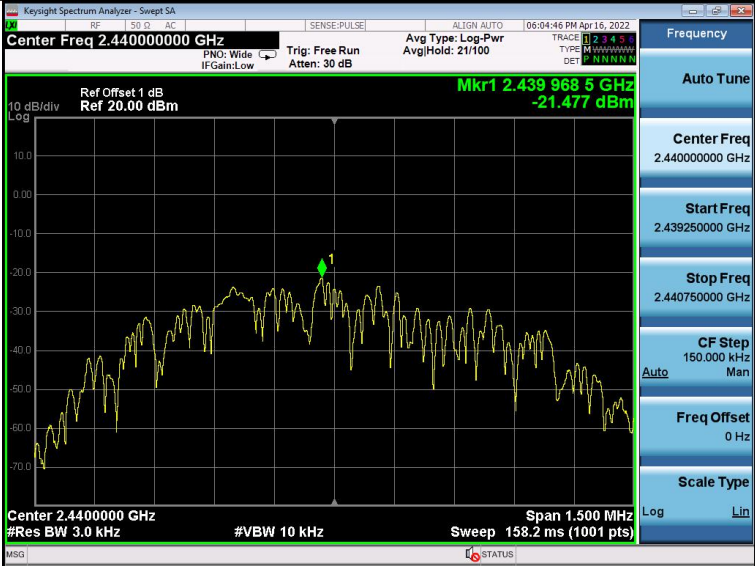 Keysight Spectrum Analyzer - Swept SA
RF 50 Ω AC SENSE:PULSE ALIGN AUTO 06:04:46 PM Apr 16, 2022
Center Freq 2.440000000 GHz
PNO: Wide
IFGain:Low
Trig: Free Run
Atten: 30 dB
Avg Type: Log-Pwr
Avg|Hold: 21/100
TRACE 1 2 3 4 5 6
TYPE M WWWWW
DET P N N N N N
Ref Offset 1 dB
Ref 20.00 dBm
10 dB/div
Log
Mkr1 2.439 968 5 GHz
-21.477 dBm
10.0
0.00
-10.0
-20.0
-30.0
-40.0
-50.0
-60.0
-70.0
1
Center 2.4400000 GHz
Span 1.500 MHz
#Res BW 3.0 kHz
#VBW 10 kHz
Sweep 158.2 ms (1001 pts)
MSG
STATUS
Frequency
Auto Tune
Center Freq
2.440000000 GHz
Start Freq
2.439250000 GHz
Stop Freq
2.440750000 GHz
CF Step
150.000 kHz
Auto Man
Freq Offset
0 Hz
Scale Type
Log Lin